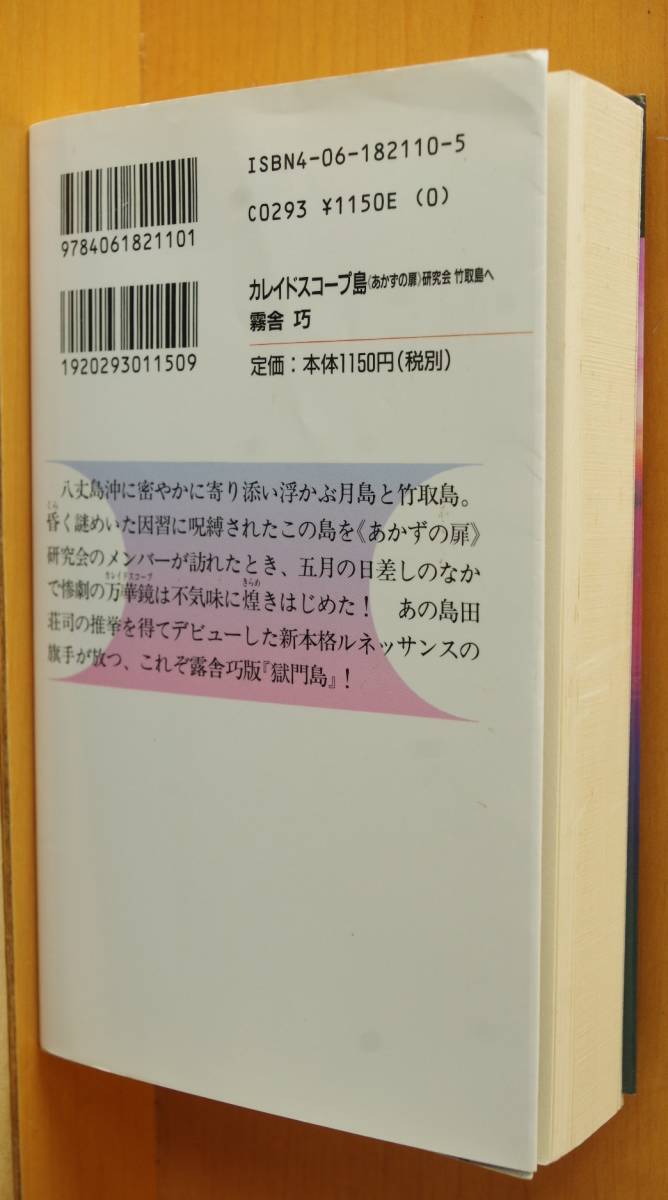 ISBN4-06-182110-5
C0293 ¥1150E (0)
9784061821101
1920293011509
カレイドスコープ島《あかずの扉》研究会 竹取島へ
霧舎 巧
定価：本体1150円(税別)
八丈島沖に密やかに寄り添い浮かぶ月島と竹取島。
昏く謎めいた因習に呪縛されたこの島を《あかずの扉》
研究会のメンバーが訪れたとき、五月の日差しのなか
で惨劇の万華鏡は不気味に煌きはじめた！ あの島田
荘司の推挙を得てデビューした新本格ルネッサンスの
旗手が放つ、これぞ霧舎巧版『獄門島』！